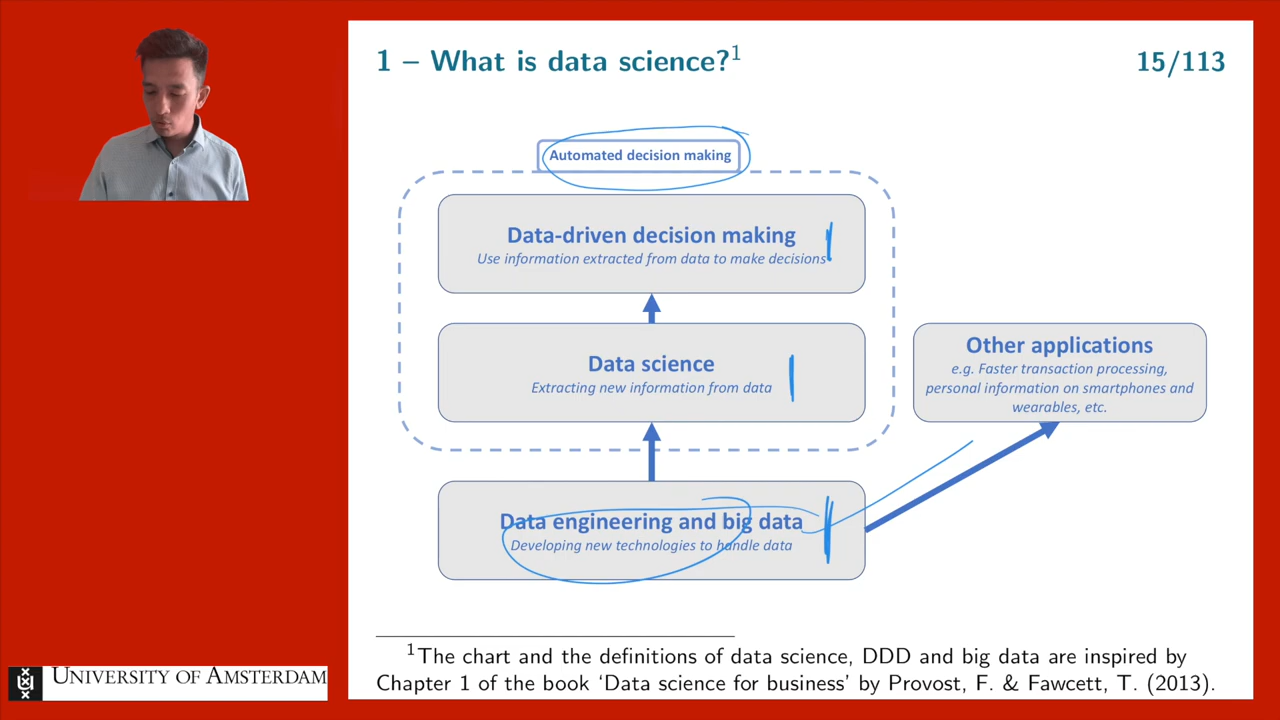 1 – What is data science?1
15/113
Automated decision making
Data-driven decision making
Use information extracted from data to make decisions
Data science
Extracting new information from data
Other applications
e.g. Faster transaction processing,
personal information on smartphones and
wearables, etc.
Data engineering and big data
Developing new technologies to handle data
1The chart and the definitions of data science, DDD and big data are inspired by
Chapter 1 of the book ‘Data science for business’ by Provost, F. & Fawcett, T. (2013).
UNIVERSITY OF AMSTERDAM